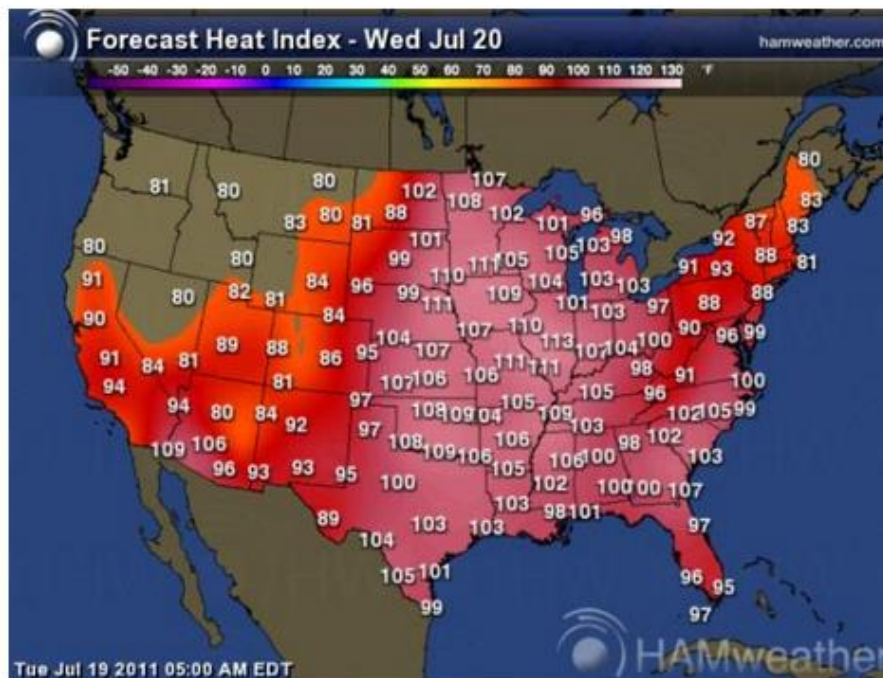 Forecast Heat Index - Wed Jul 20
hamweather.com
-50 -40 -30 -20 -10 0 10 20 30 40 50 60 70 80 90 100 110 120 130 °F
80
107
81 80 80 102 108
83 80 81 88 102 101 96 98 83
87 83
80 80 101 105 103 92 88 81
91 99 111 105 91 93
82 81 84 96 110 104 103 103
80 99 109 88 88
90 84 111 101 103 97
107 110 90 96 99
89 88 104 113 100
91 84 81 86 95 107 107 104
94 81 107 106 106 111 111 98 91
94 80 84 97 105 105 96 100
92 108 109 104 109 102 105 99
109 106 97 108 106 103 98 102
109 106 106 100 103
96 93 93 95 100 105 102 100 100 107
89 103 103 98 101 97
104 103
105 101 96 95
99 97
Tue Jul 19 2011 05:00 AM EDT
HAMweather